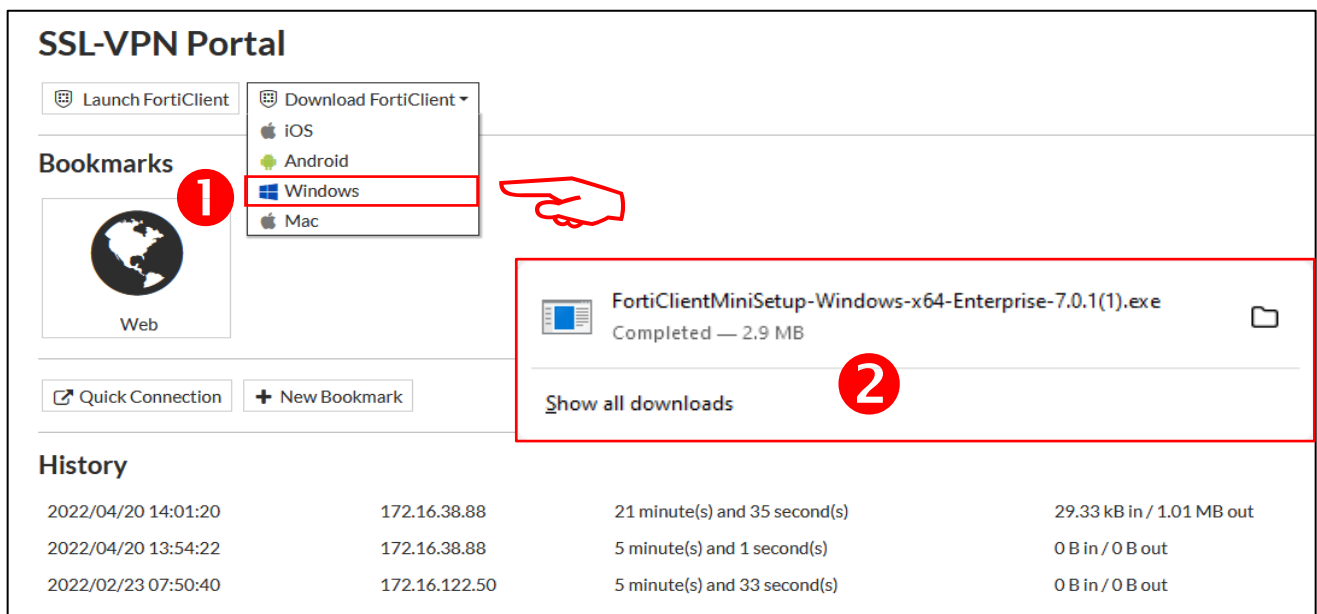 SSL-VPN Portal
Launch FortiClient
Download FortiClient
iOS
Android
Windows
Mac
Bookmarks
1
Web
FortiClientMiniSetup-Windows-x64-Enterprise-7.0.1(1).exe
Completed — 2.9 MB
2
Show all downloads
Quick Connection
+ New Bookmark
History
2022/04/20 14:01:20 172.16.38.88 21 minute(s) and 35 second(s) 29.33 kB in / 1.01 MB out
2022/04/20 13:54:22 172.16.38.88 5 minute(s) and 1 second(s) 0 B in / 0 B out
2022/02/23 07:50:40 172.16.122.50 5 minute(s) and 33 second(s) 0 B in / 0 B out